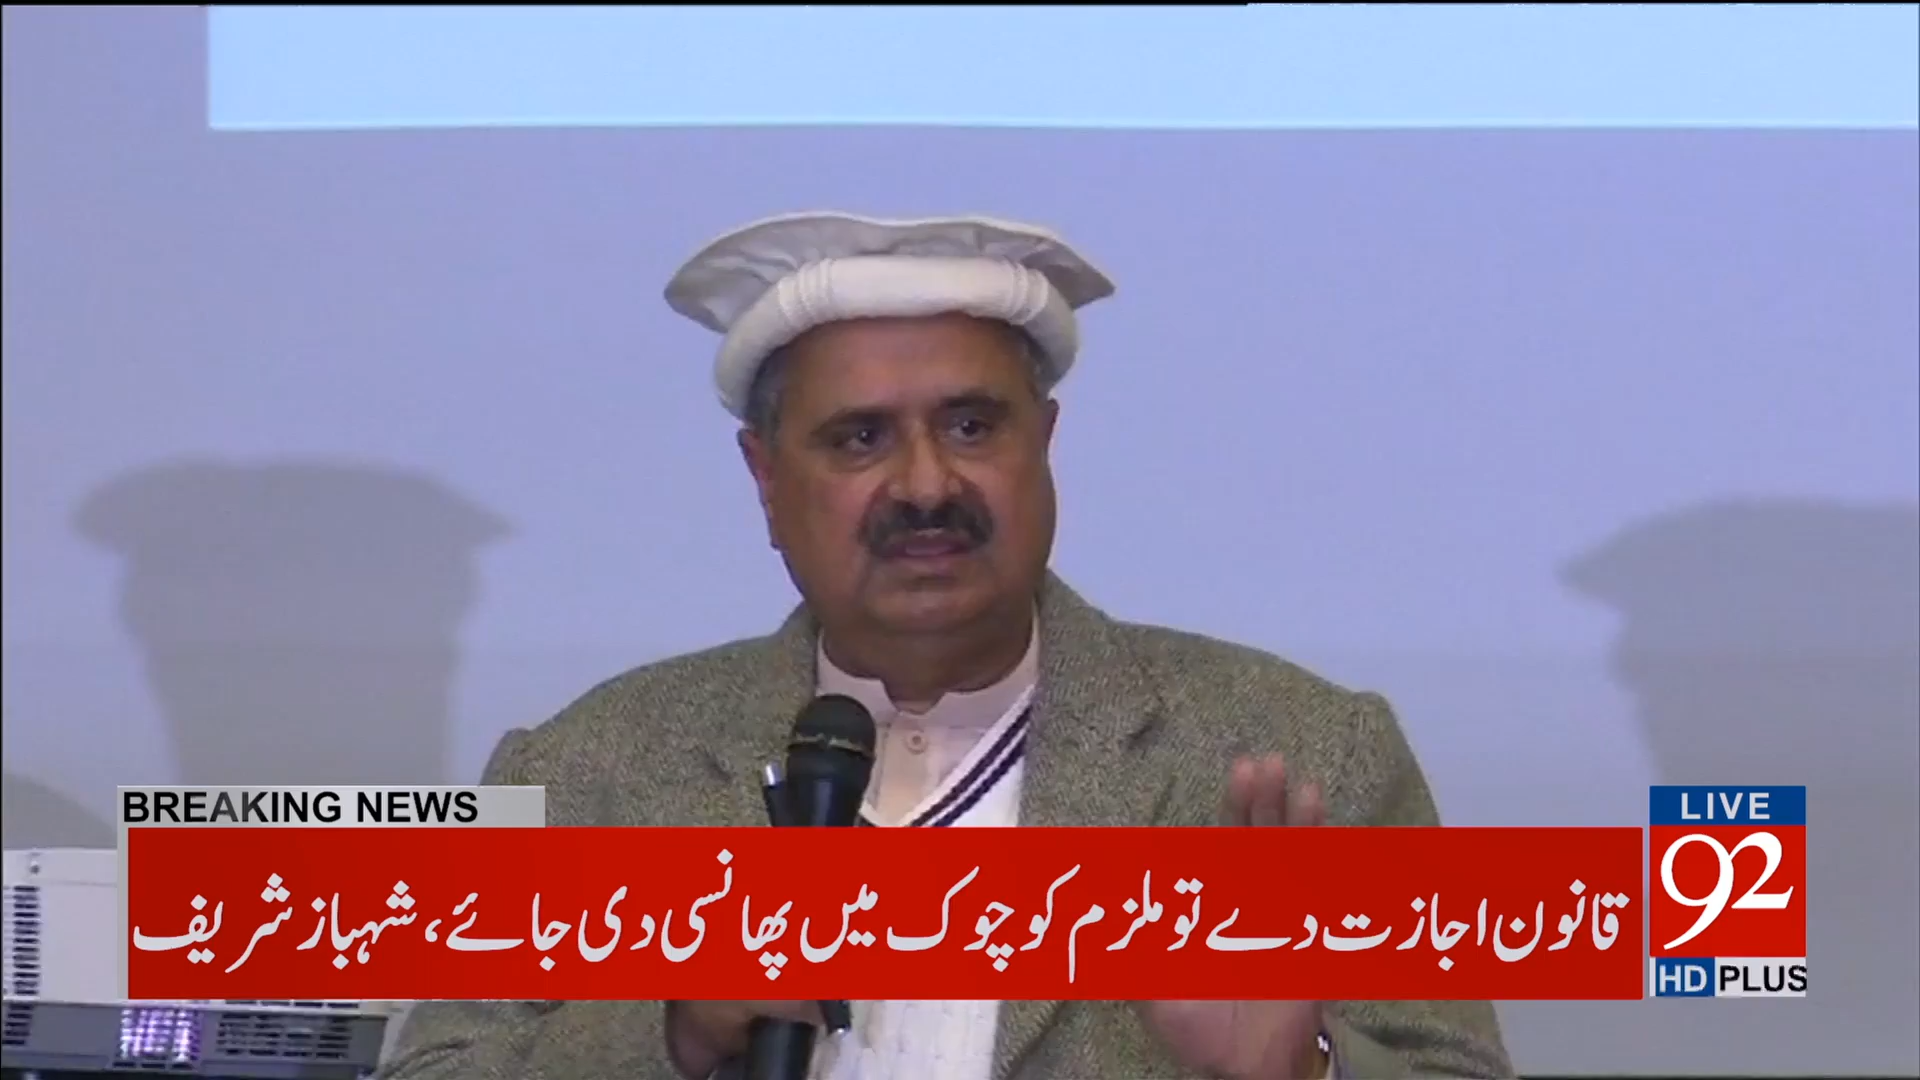 BREAKING NEWS
قانون اجازت دے تو ملزم کو چوک میں پھانسی دی جائے، شہباز شریف
LIVE
92
HD PLUS